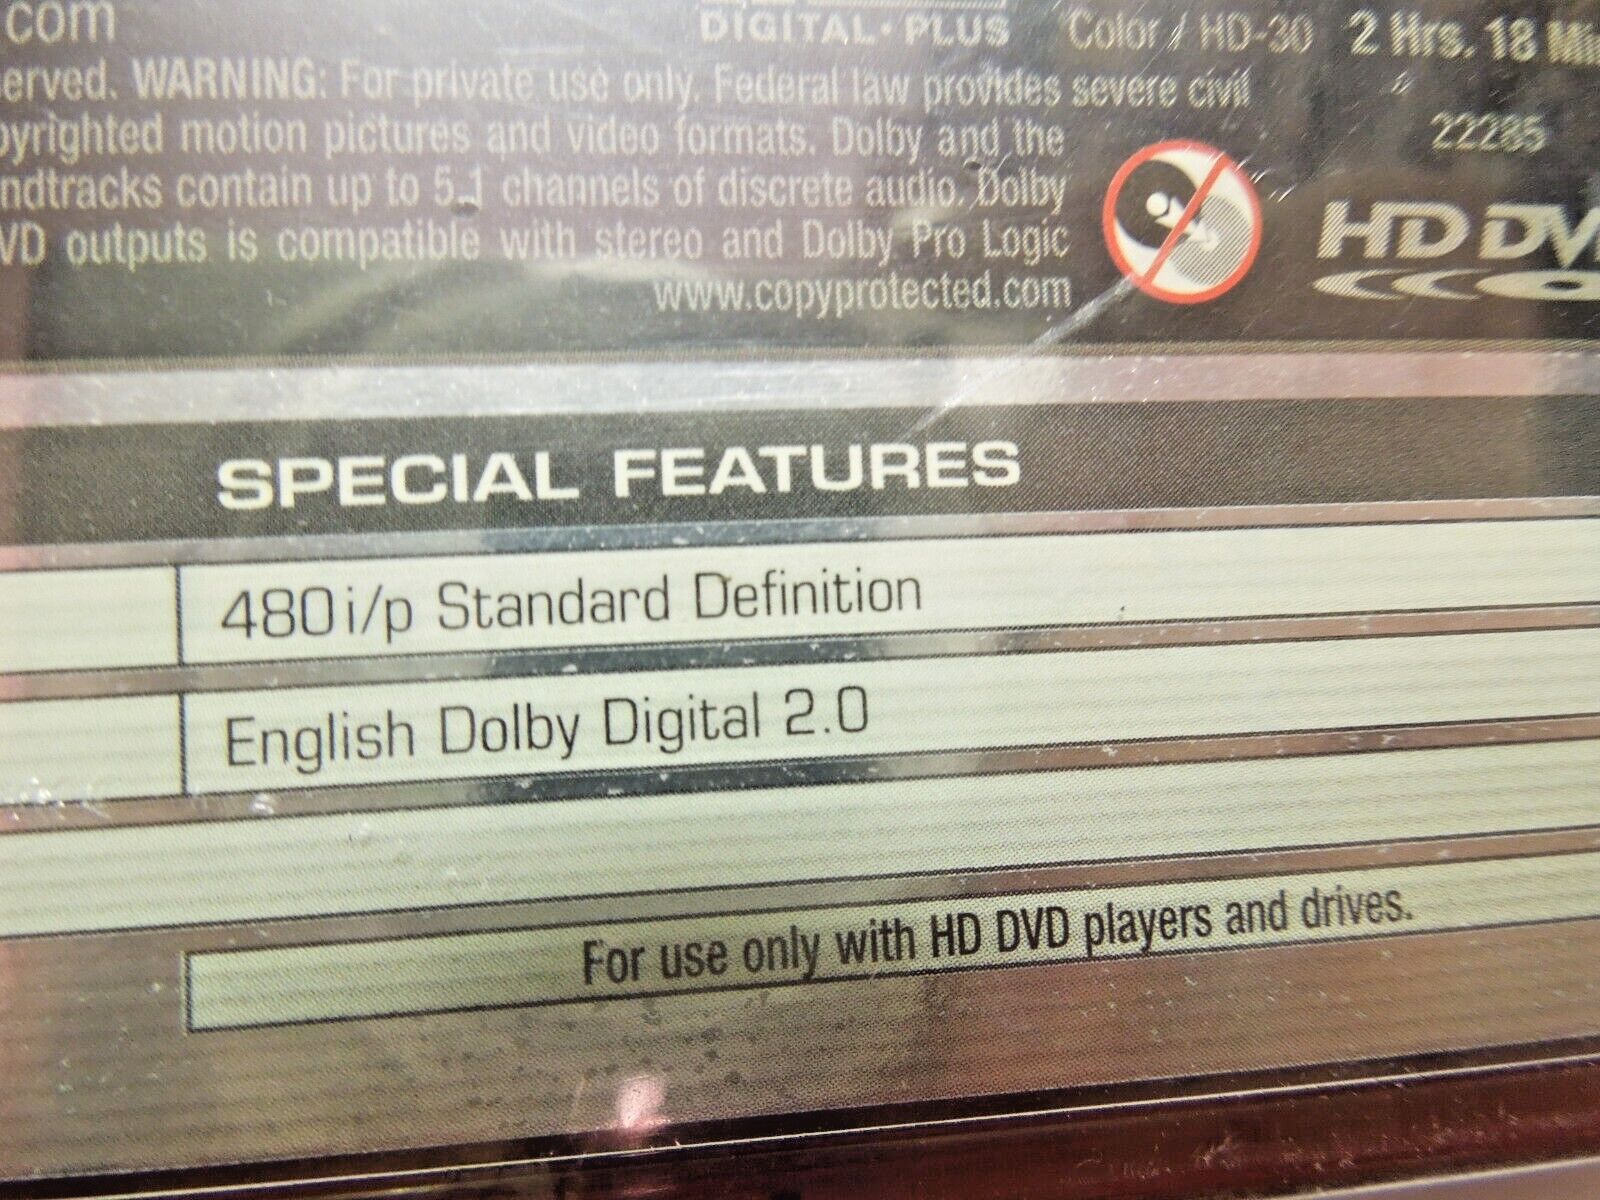 com
DIGITAL·PLUS Color / HD-30 2 Hrs. 18
erved. WARNING: For private use only. Federal law provides severe civil
pyrighted motion pictures and video formats. Dolby and the
22285
ndtracks contain up to 5.1 channels of discrete audio. Dolby
VD outputs is compatible with stereo and Dolby Pro Logic
HD DV
www.copyprotected.com
SPECIAL FEATURES
480i/p Standard Definition
English Dolby Digital 2.0
For use only with HD DVD players and drives.